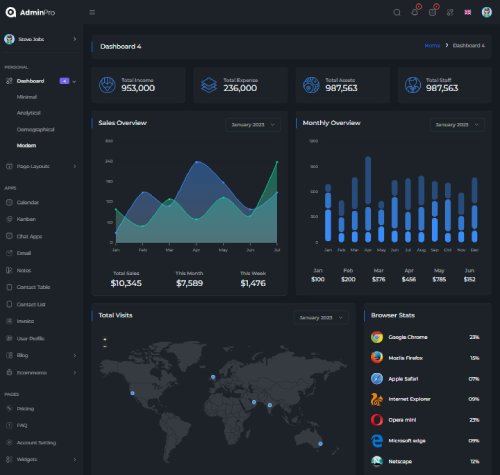 AdminPro
Steve Jobs
PERSONAL
Dashboard
Minimal
Analytical
Demographical
Modern
Page Layouts
APPS
Calendar
Kanban
Chat Apps
Email
Notes
Contact Table
Contact List
Invoice
User Profile
Blog
Ecommerce
PAGES
Pricing
FAQ
Account Setting
Widgets
Dashboard 4
Home > Dashboard 4
Total Income
953,000
Total Expense
236,000
Total Assets
987,563
Total Staff
987,563
Sales Overview
January 2023
Jan Feb Mar Apr May Jun Jul
Total Sales
$10,345
This Month
$7,589
This Week
$1,476
Monthly Overview
January 2023
Jan Feb Mar Apr May Jun Jul Aug Sep Oct Nov Dec
Jan Feb Mar Apr May Jun
$100 $200 $376 $456 $785 $152
Total Visits
January 2023
+
-
Browser Stats
Google Chrome 23%
Mozila Firefox 15%
Apple Safari 07%
Internet Explorer 09%
Opera mini 23%
Microsoft edge 09%
Netscape 12%